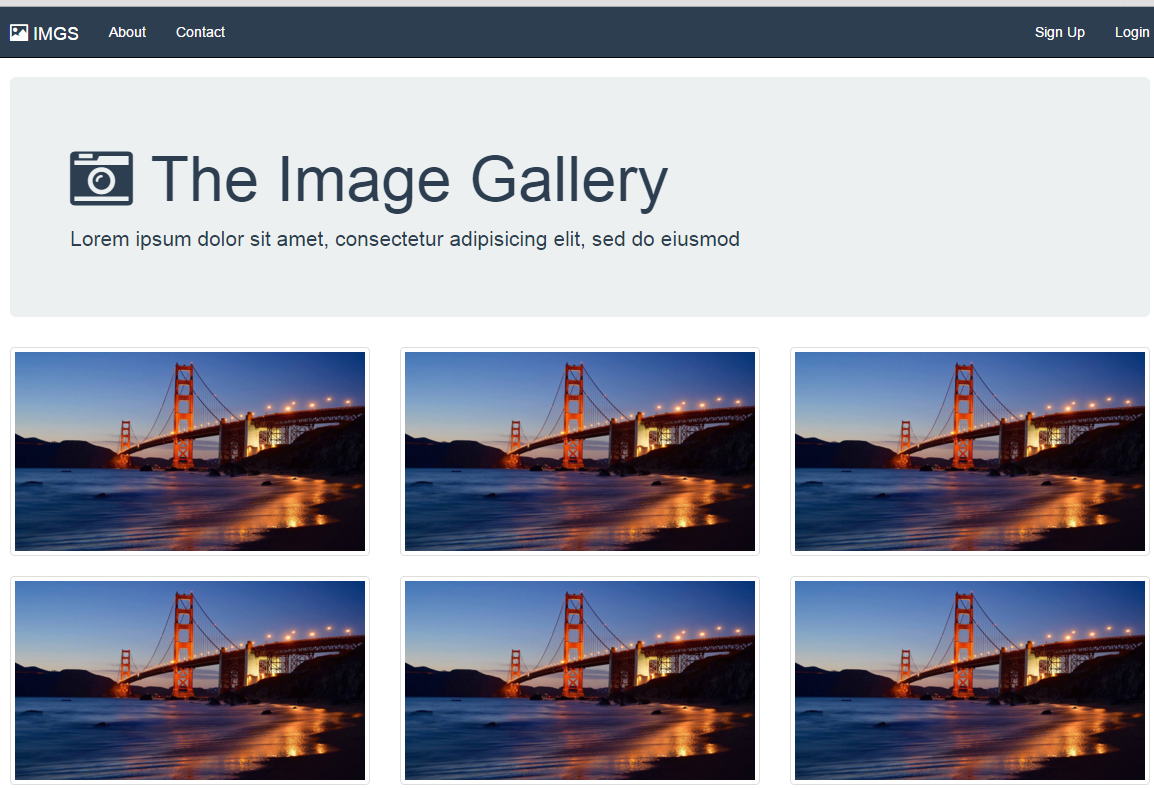 IMGS About Contact Sign Up Login
The Image Gallery
Lorem ipsum dolor sit amet, consectetur adipisicing elit, sed do eiusmod